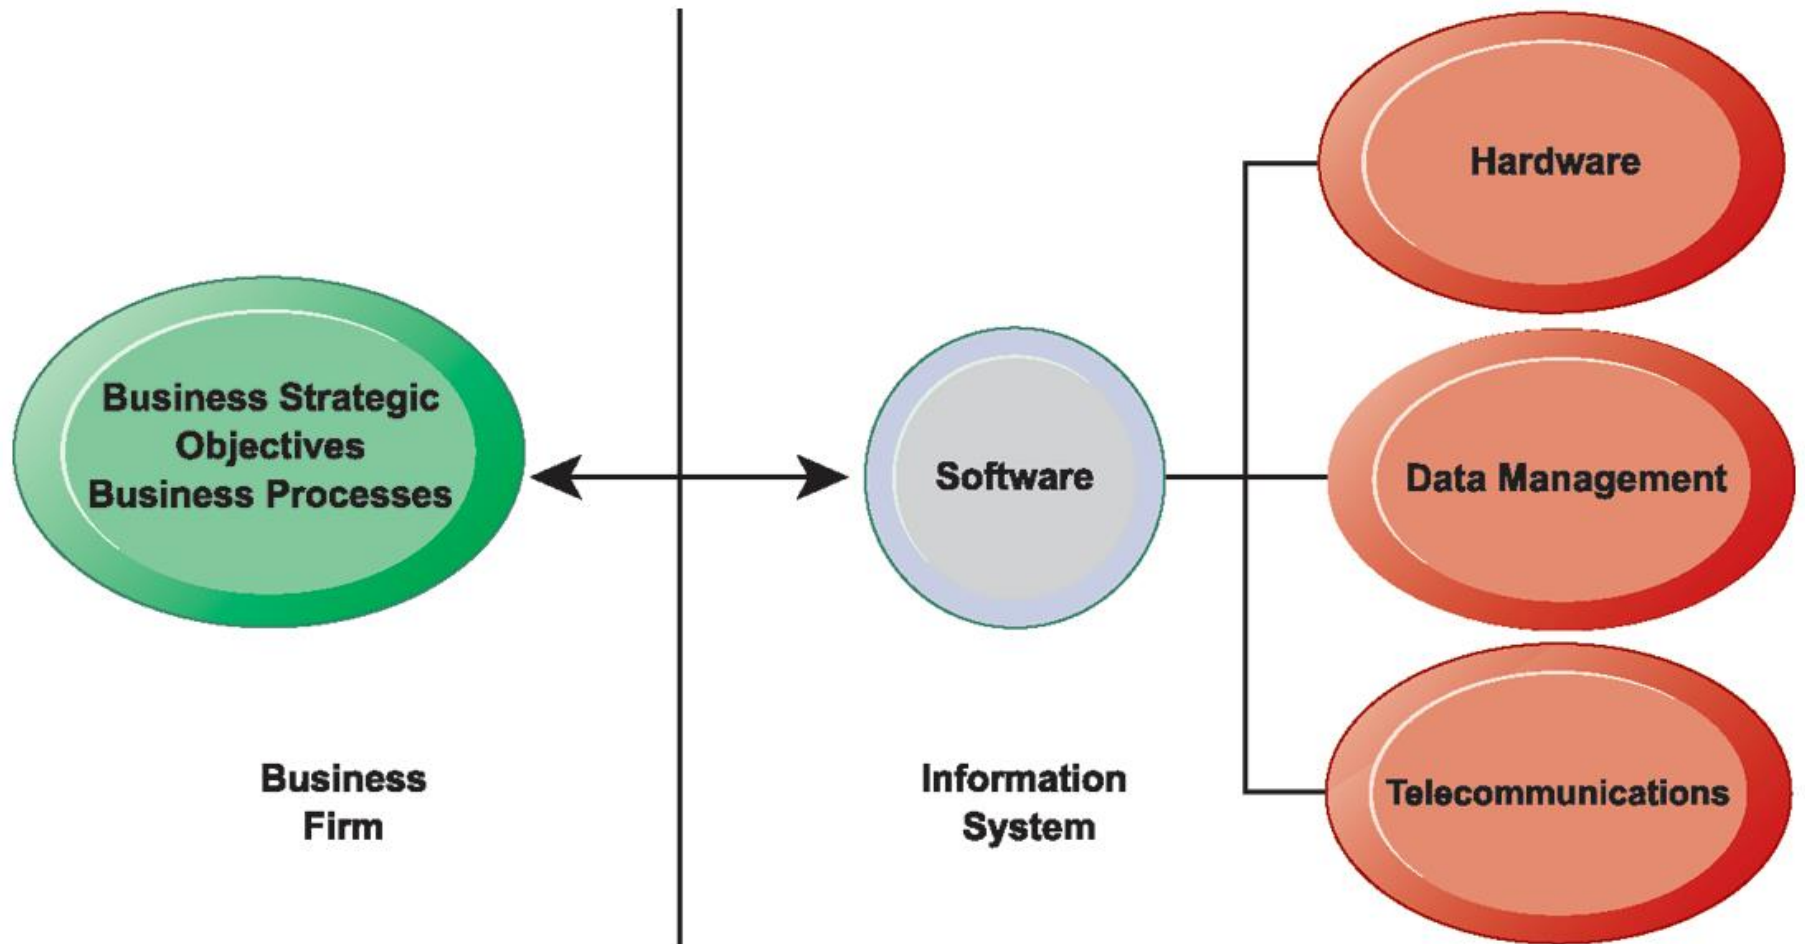 Business Strategic
Objectives
Business Processes
Business
Firm
Software
Information
System
Hardware
Data Management
Telecommunications